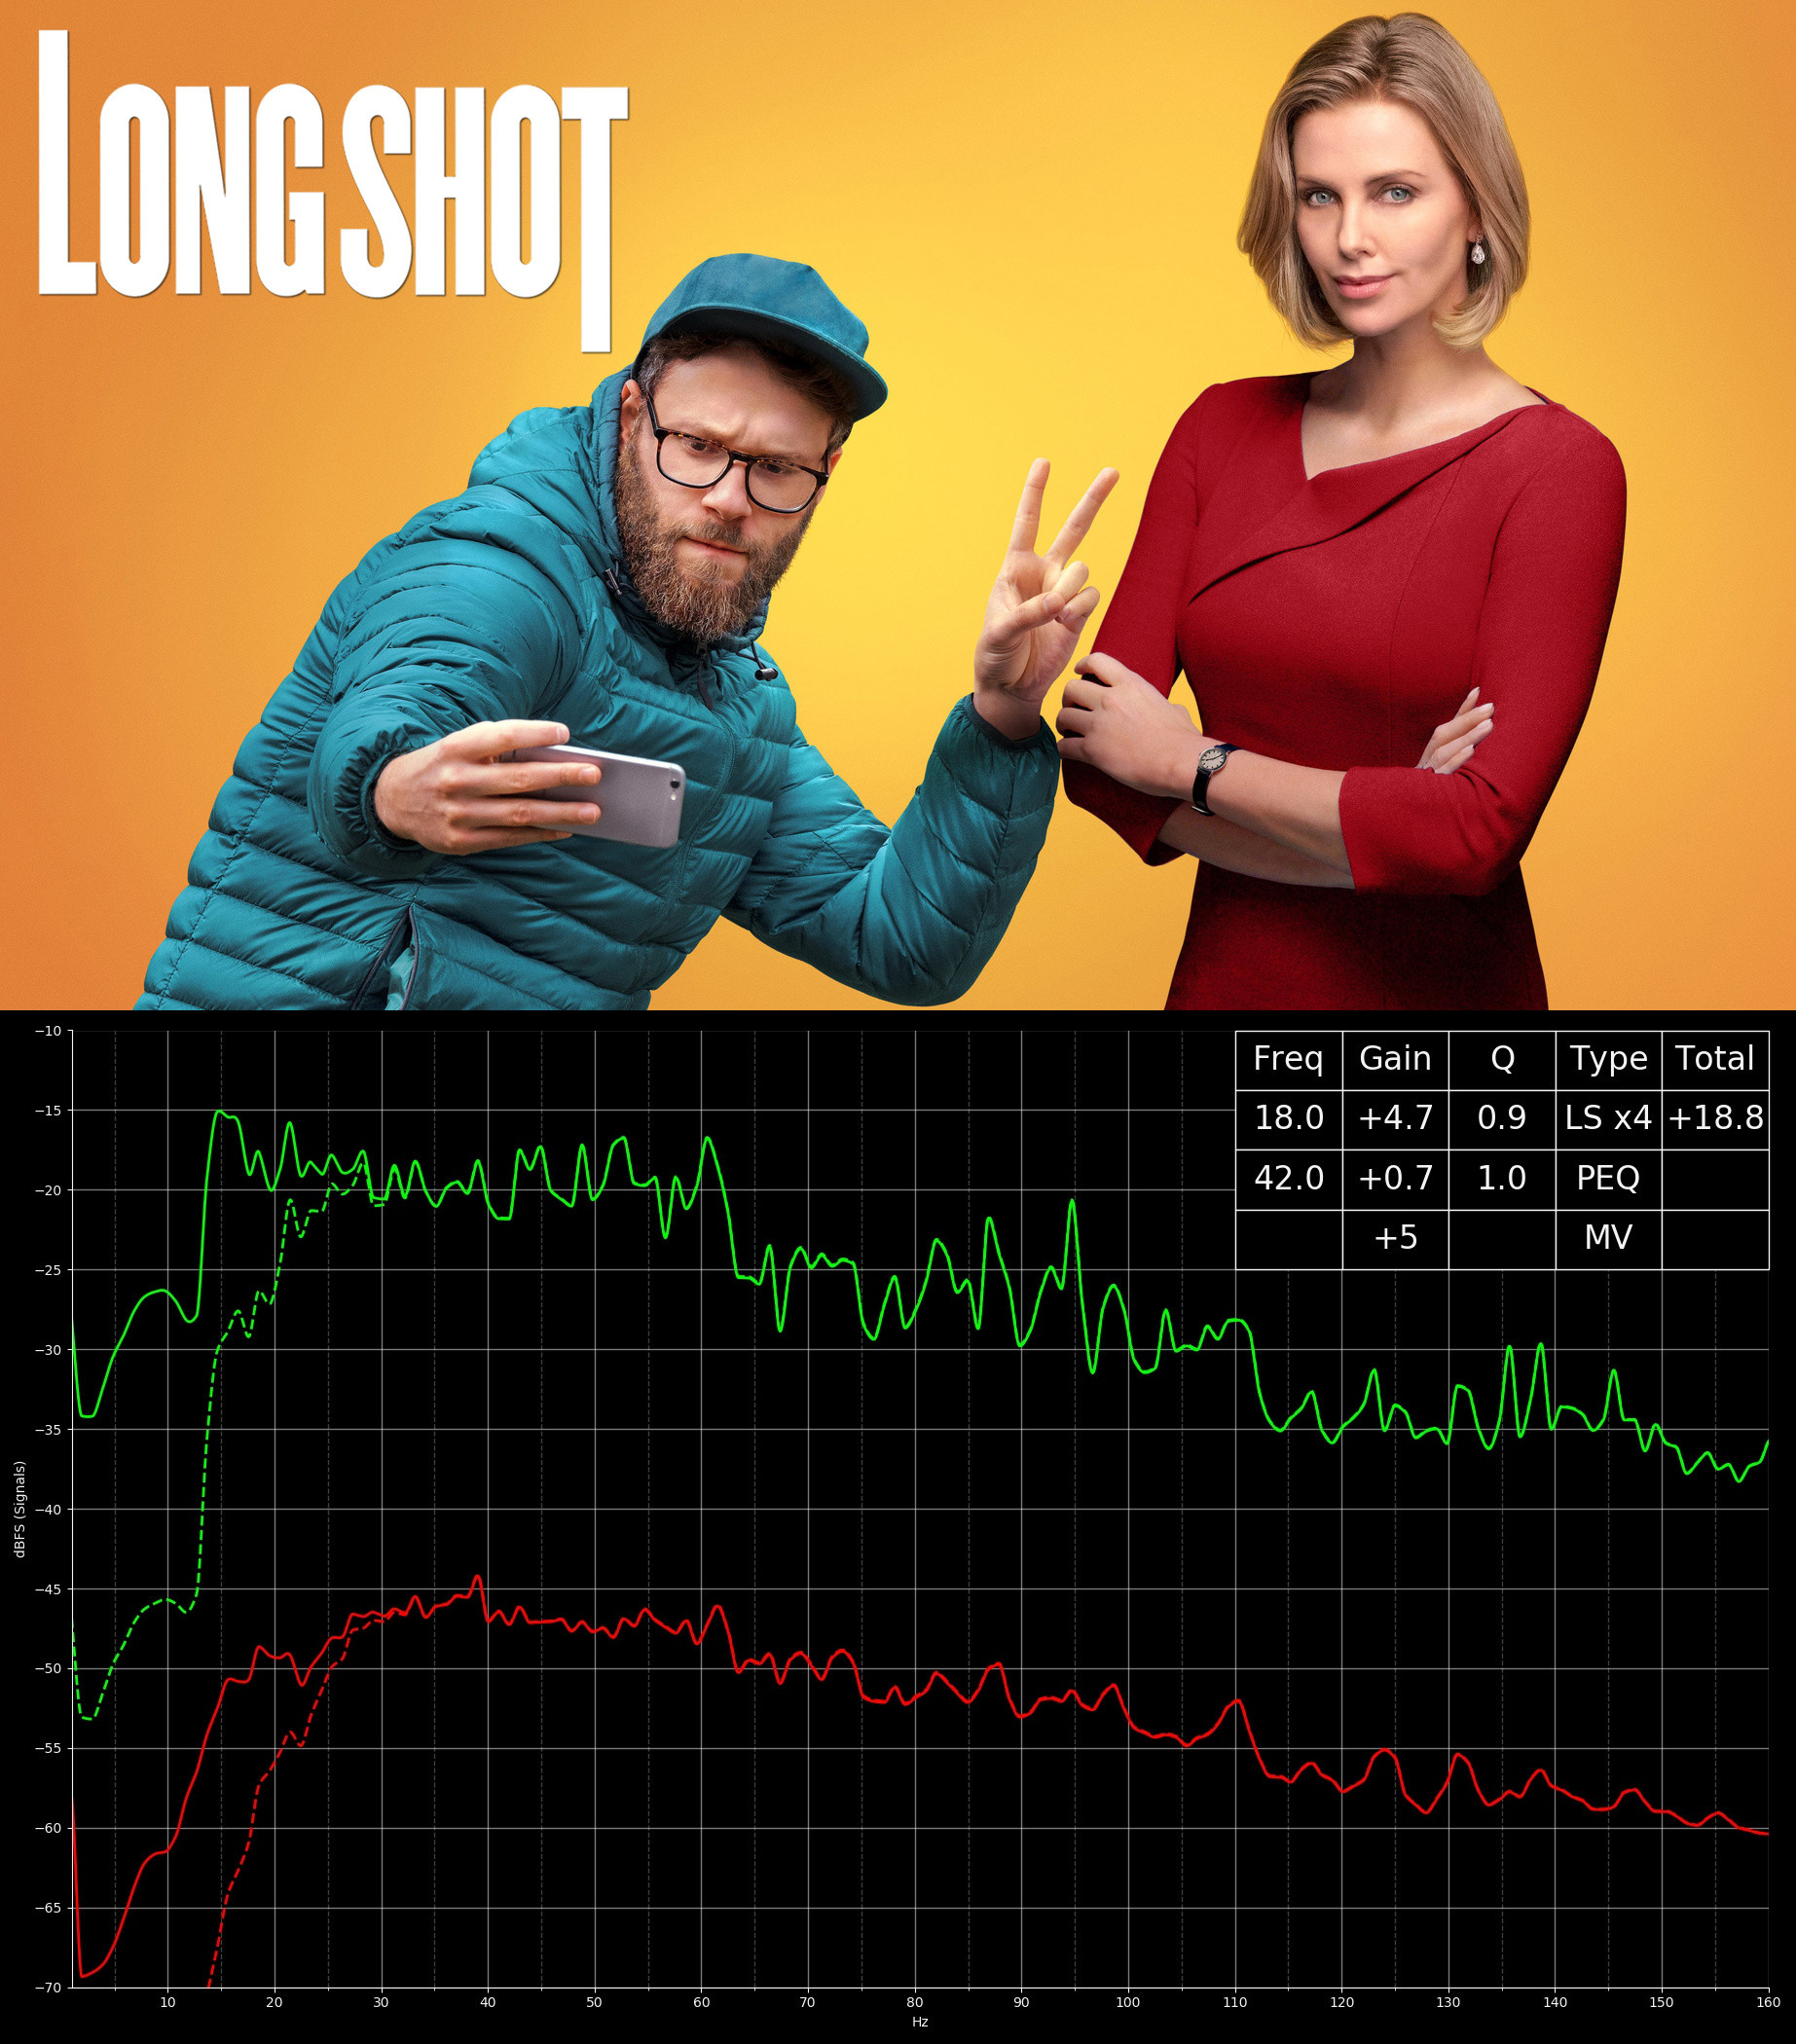 LONG SHOT
Freq Gain Q Type Total
18.0 +4.7 0.9 LS x4 +18.8
42.0 +0.7 1.0 PEQ
+5 MV
−10
−15
−20
−25
−30
−35
−40
−45
−50
−55
−60
−65
−70
dBFS (Signals)
10 20 30 40 50 60 70 80 90 100 110 120 130 140 150 160
Hz